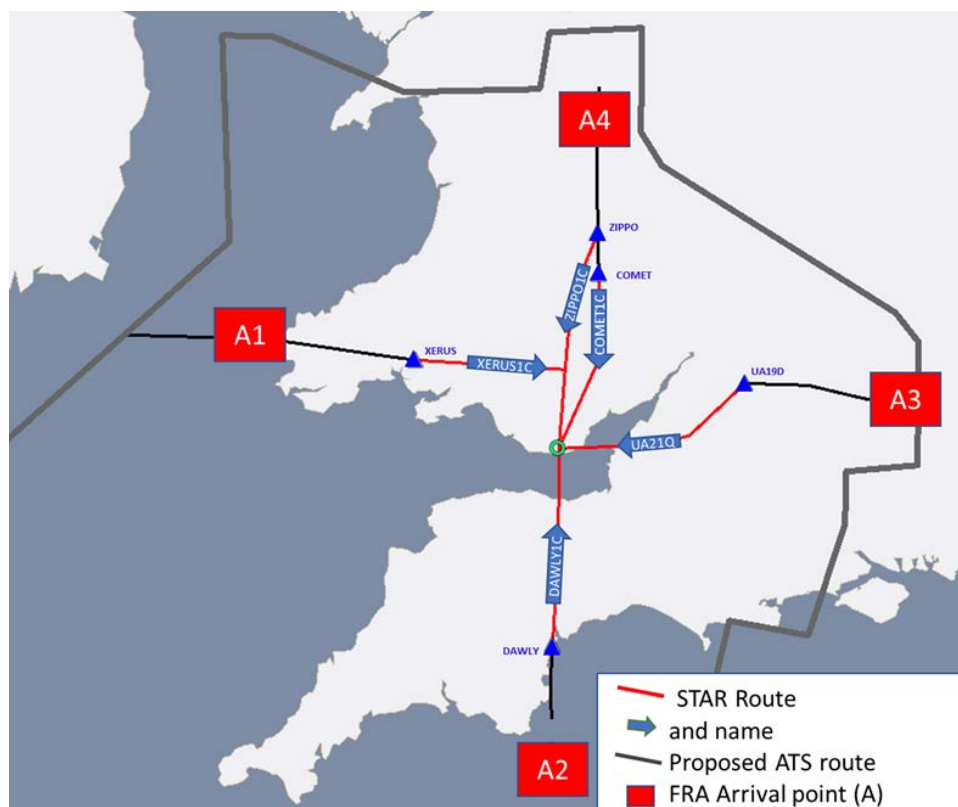 A4
ZIPPO
COMET
ZIPPO1C
COMET1C
A1
XERUS
XERUS1C
UA19D
A3
UA21Q
DAWLY1C
DAWLY
A2
STAR Route
and name
Proposed ATS route
FRA Arrival point (A)